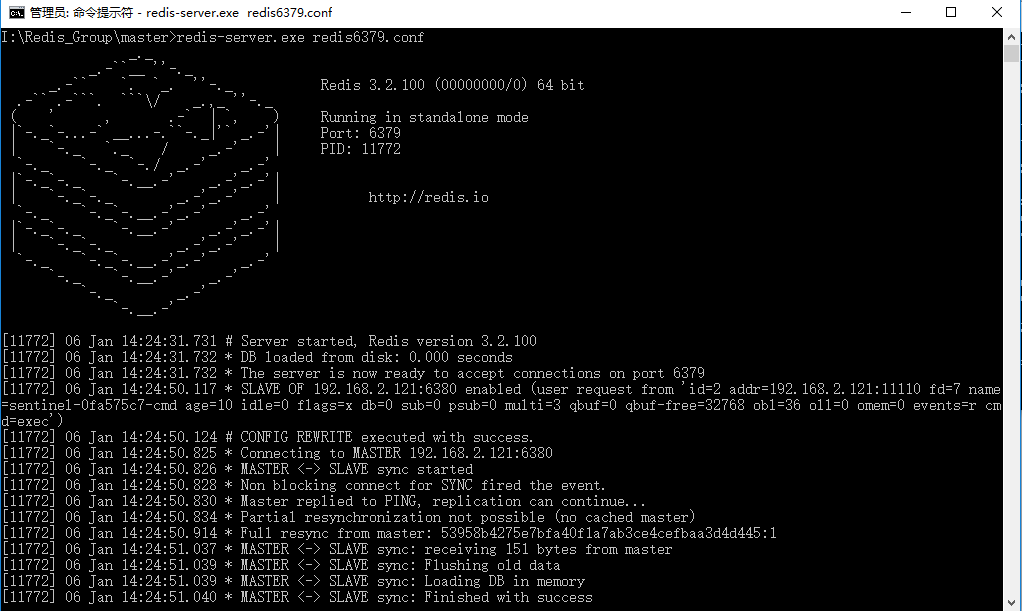 管理员: 命令提示符 - redis-server.exe  redis6379.conf
I:\Redis_Group\master>redis-server.exe redis6379.conf
Redis 3.2.100 (00000000/0) 64 bit
Running in standalone mode
Port: 6379
PID: 11772
http://redis.io
[11772] 06 Jan 14:24:31.731 # Server started, Redis version 3.2.100
[11772] 06 Jan 14:24:31.732 * DB loaded from disk: 0.000 seconds
[11772] 06 Jan 14:24:31.732 * The server is now ready to accept connections on port 6379
[11772] 06 Jan 14:24:50.117 * SLAVE OF 192.168.2.121:6380 enabled (user request from 'id=2 addr=192.168.2.121:11110 fd=7 name
=sentinel-0fa575c7-cmd age=10 idle=0 flags=x db=0 sub=0 psub=0 multi=3 qbuf=0 qbuf-free=32768 obl=36 oll=0 omem=0 events=r cm
d=exec')
[11772] 06 Jan 14:24:50.124 # CONFIG REWRITE executed with success.
[11772] 06 Jan 14:24:50.825 * Connecting to MASTER 192.168.2.121:6380
[11772] 06 Jan 14:24:50.826 * MASTER <-> SLAVE sync started
[11772] 06 Jan 14:24:50.828 * Non blocking connect for SYNC fired the event.
[11772] 06 Jan 14:24:50.830 * Master replied to PING, replication can continue...
[11772] 06 Jan 14:24:50.834 * Partial resynchronization not possible (no cached master)
[11772] 06 Jan 14:24:50.914 * Full resync from master: 53958b4275e7bfa40f1a7ab3ce4cefbaa3d4d445:1
[11772] 06 Jan 14:24:51.037 * MASTER <-> SLAVE sync: receiving 151 bytes from master
[11772] 06 Jan 14:24:51.039 * MASTER <-> SLAVE sync: Flushing old data
[11772] 06 Jan 14:24:51.039 * MASTER <-> SLAVE sync: Loading DB in memory
[11772] 06 Jan 14:24:51.040 * MASTER <-> SLAVE sync: Finished with success